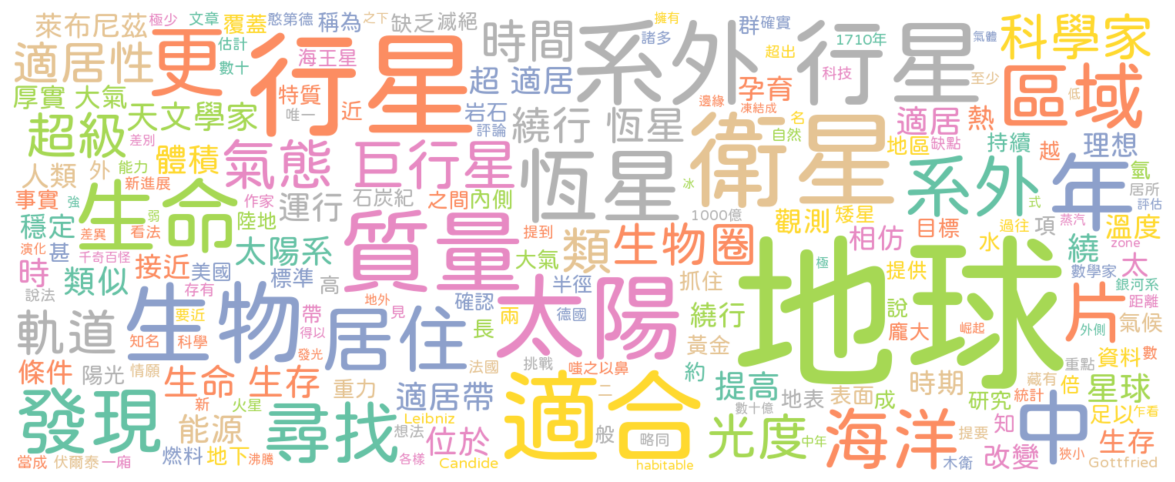 萊布尼茲
極少
文章
覆蓋
憨第德
之下
稱為
缺乏
滅絕
時間
系外
行星
擁有
確實
群
諸多
1710年
氣體
科學家
適居性
更
行星
估計
海王星
數十
超
適居
超出
科技
至少
區域
厚實
大氣
天文學家
特質
近
唯一
岩石
評論
繞行
恆星
孕育
邊緣
凍結成
名
自然
低
適居
熱
地區
缺點
持續
越
理想
超級
差別
體積
氣態
巨行星
恆星
衛星
系外
年
氫
居所
評估
人類
外
能力
新進展
事實
強
生命
作家
運行
石炭紀
之間
內側
質量
1000億
冰
觀測
矮星
目標
過往
項
式
蒸汽
溫度
穩定
弱
陸地
演化
差異
看法
甚
千奇百怪
太陽系
提到
大氣
類
生物圈
相仿
水
繞
zone
時
類似
接近
美國
標準
高
半徑
抓住
極
提供
太
數學家
銀河系
說法
存有
生物
帶
地外
確認
長
兩
德國
太陽
繞行
說
龐大
崛起
片
距離
氣候
外側
軌道
要近
得以
見
居住
挑戰
嗤之以鼻
黃金
地球
知名
科學
發光
法國
約
重點
資料
數
條件
陽光
情願
生命
生存
重力
適居帶
二
適合
提高
地表
表面
成
時期
藏有
倍
星球
發現
新
火星
尋找
Leibniz
想法
般
略同
數十億
光度
中年
研究
統計
足以
乍看
能源
各樣
位於
海洋
提要
知
中
狹小
生存
當成
伏爾泰
一廂
燃料
地下
沸騰
Candide
habitable
木衛
改變
Gottfried